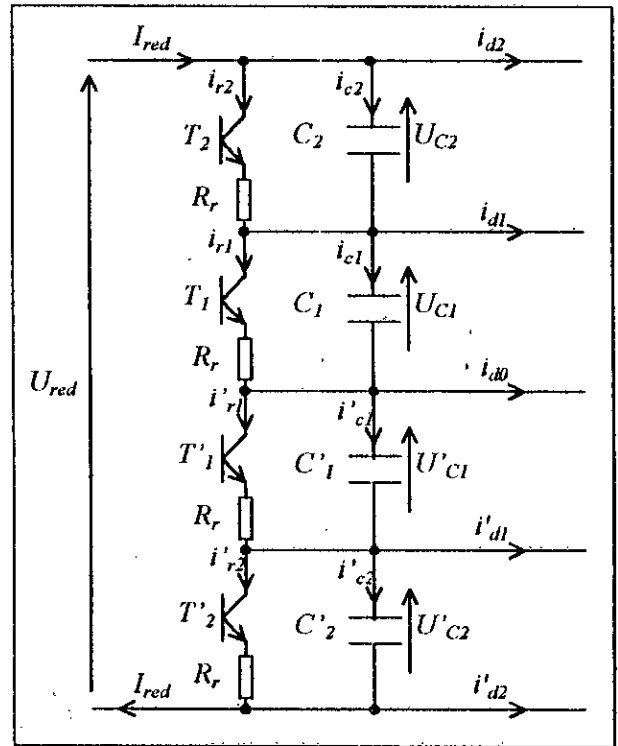 I_red i_d2
i_r2 i_c2
T_2 C_2 U_C2
R_r
i_r1 i_c1 i_d1
T_1 C_1 U_C1
R_r
U_red i_d0
i'_r1 i'_c1
T'_1 C'_1 U'_C1
R_r
i'_r2 i'_c2 i'_d1
T'_2 C'_2 U'_C2
I_red R_r i'_d2